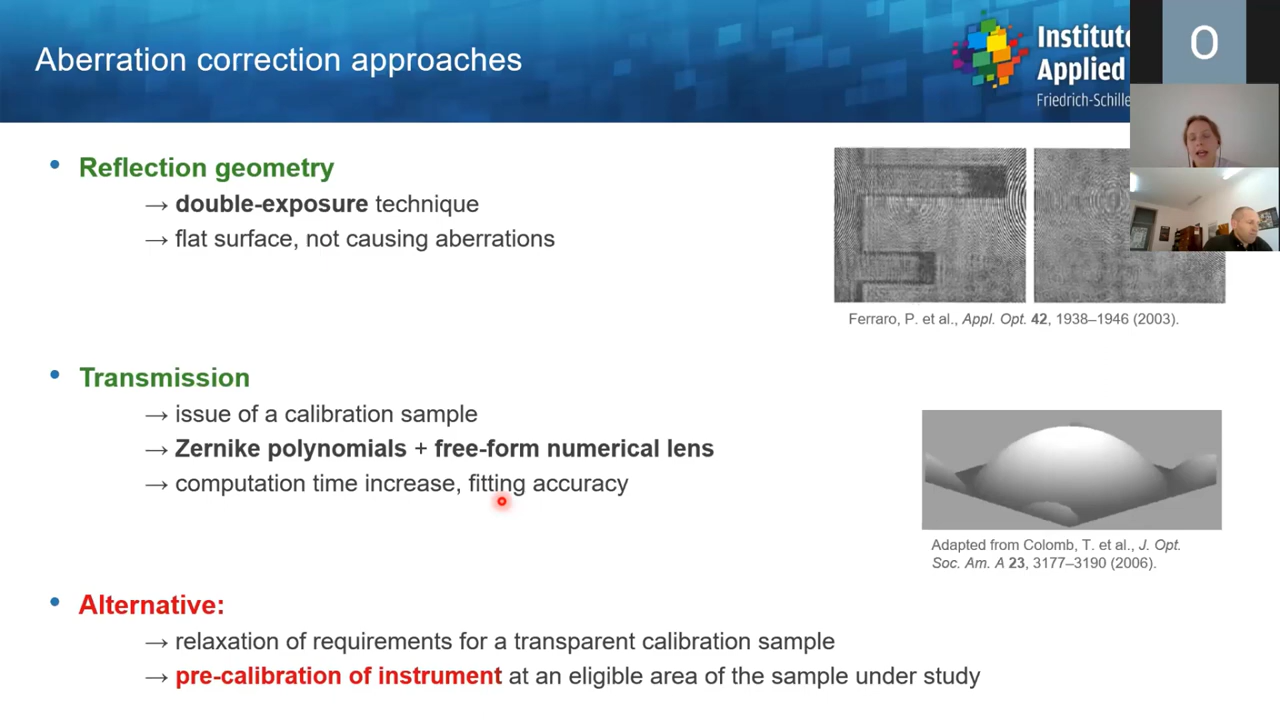 Aberration correction approaches
Institute
Applied
Friedrich-Schille
O
• Reflection geometry
→ double-exposure technique
→ flat surface, not causing aberrations
Ferraro, P. et al., Appl. Opt. 42, 1938–1946 (2003).
• Transmission
→ issue of a calibration sample
→ Zernike polynomials + free-form numerical lens
→ computation time increase, fitting accuracy
Adapted from Colomb, T. et al., J. Opt.
Soc. Am. A 23, 3177–3190 (2006).
• Alternative:
→ relaxation of requirements for a transparent calibration sample
→ pre-calibration of instrument at an eligible area of the sample under study